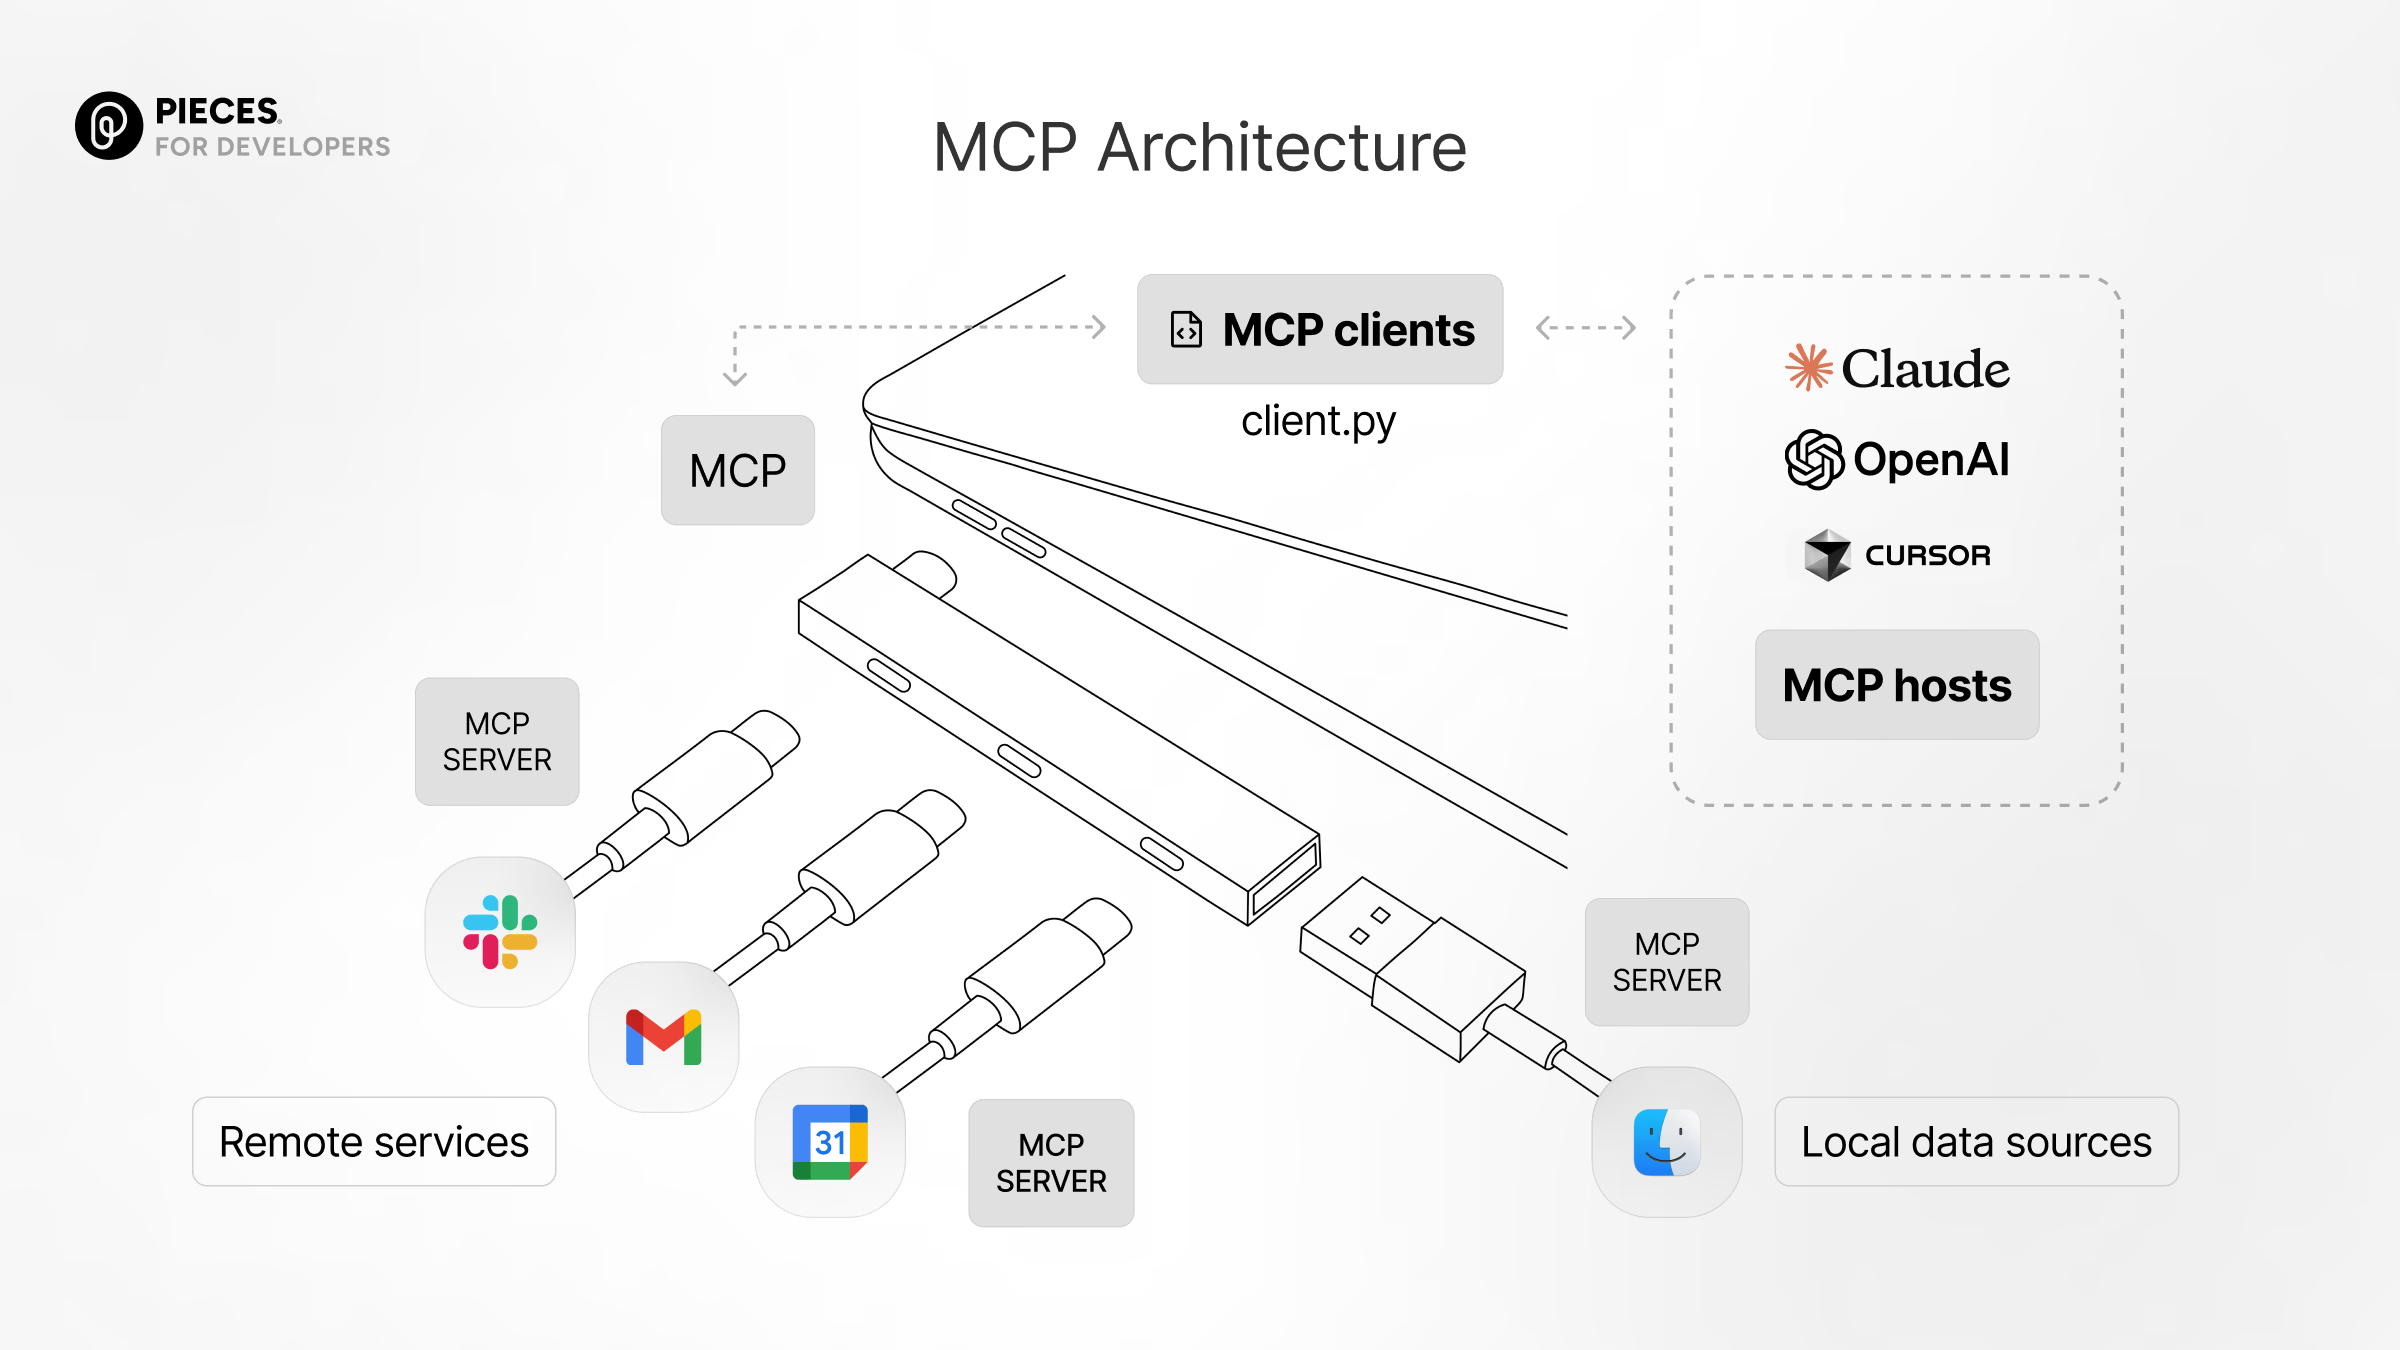 PIECES
FOR DEVELOPERS
MCP Architecture
MCP clients
client.py
MCP
Claude
OpenAI
CURSOR
MCP hosts
MCP
SERVER
MCP
SERVER
Remote services
31
MCP
SERVER
Local data sources